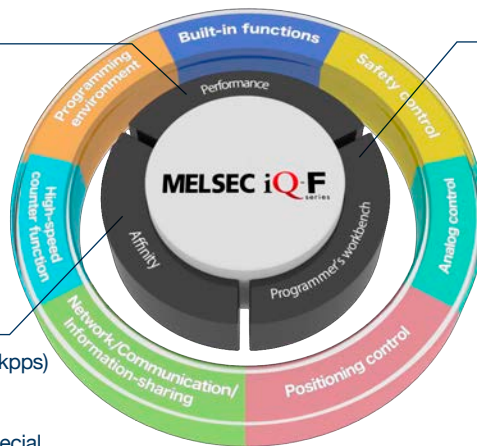 Built-in functions
Programming
environment
Safety control
Performance
MELSEC iQ-F
series
High-speed
counter function
Analog control
Affinity
Programmer's workbench
Network/Communication/
Information-sharing
Positioning control
kpps)
ecial